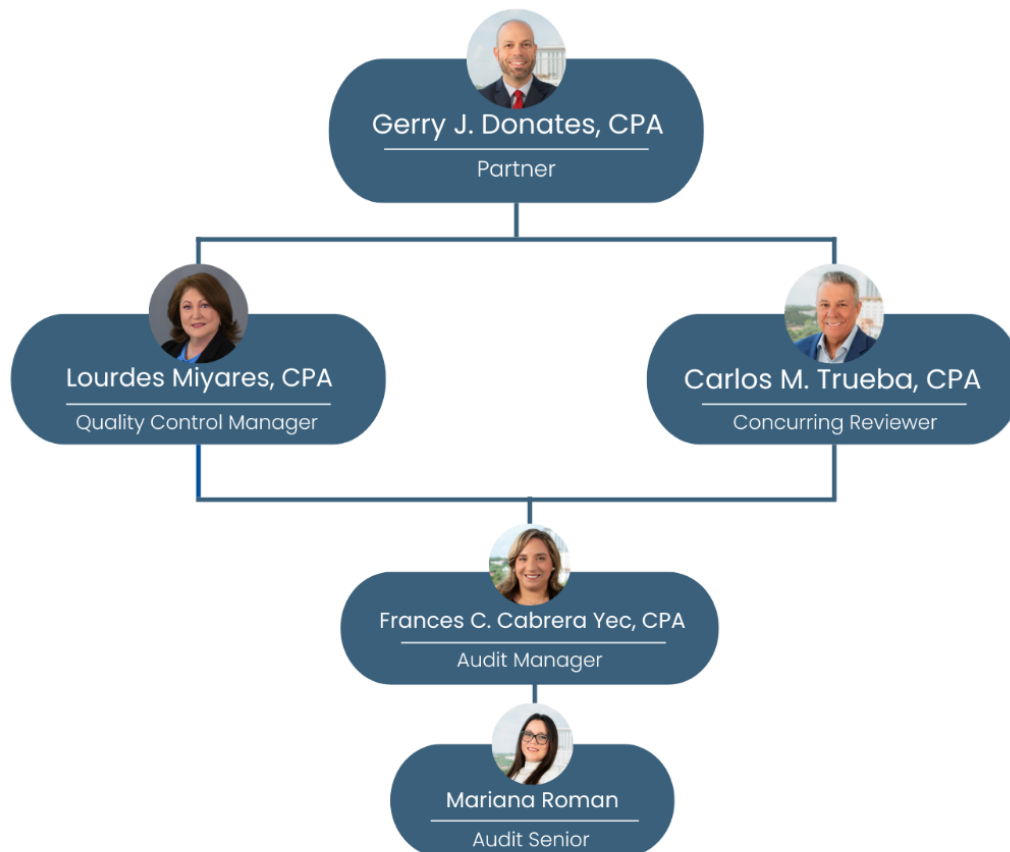 Gerry J. Donates, CPA
Partner
Lourdes Miyares, CPA
Quality Control Manager
Carlos M. Trueba, CPA
Concurring Reviewer
Frances C. Cabrera Yec, CPA
Audit Manager
Mariana Roman
Audit Senior